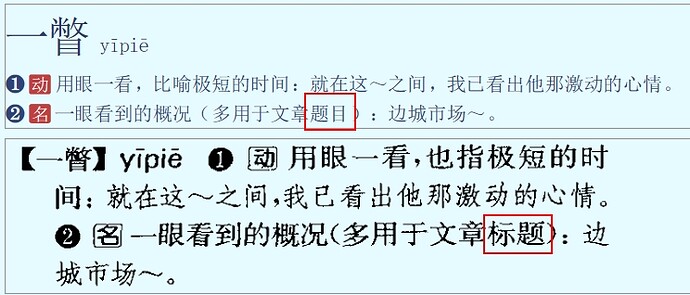 一瞥 yīpiē
❶ 动 用眼一看，比喻极短的时间：就在这～之间，我已看出他那激动的心情。
❷ 名 一眼看到的概况（多用于文章题目）：边城市场～。
【一瞥】yīpiē ❶ 动 用眼一看，也指极短的时
间：就在这～之间，我已看出他那激动的心情。
❷ 名 一眼看到的概况（多用于文章标题）：边
城市场～。